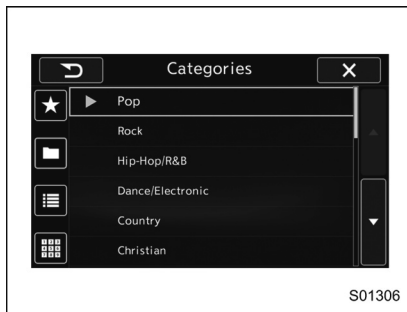 Categories
Pop
Rock
Hip-Hop/R&B
Dance/Electronic
Country
Christian
S01306